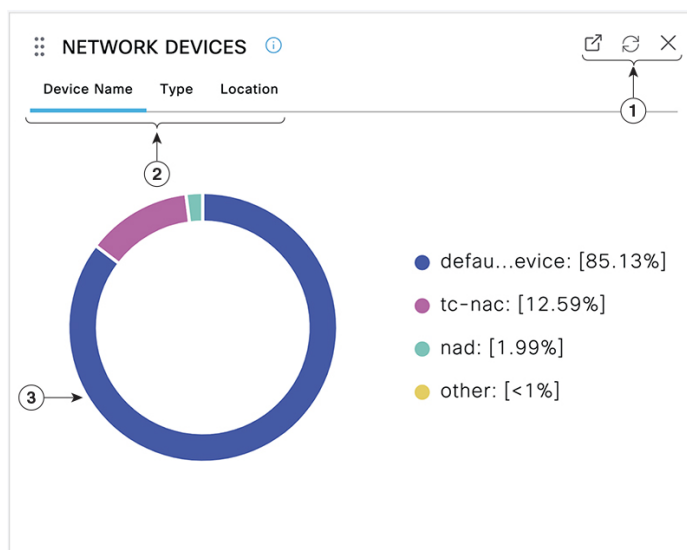 NETWORK DEVICES
Device Name Type Location
1
2
defau...evice: [85.13%]
tc-nac: [12.59%]
nad: [1.99%]
other: [<1%]
3